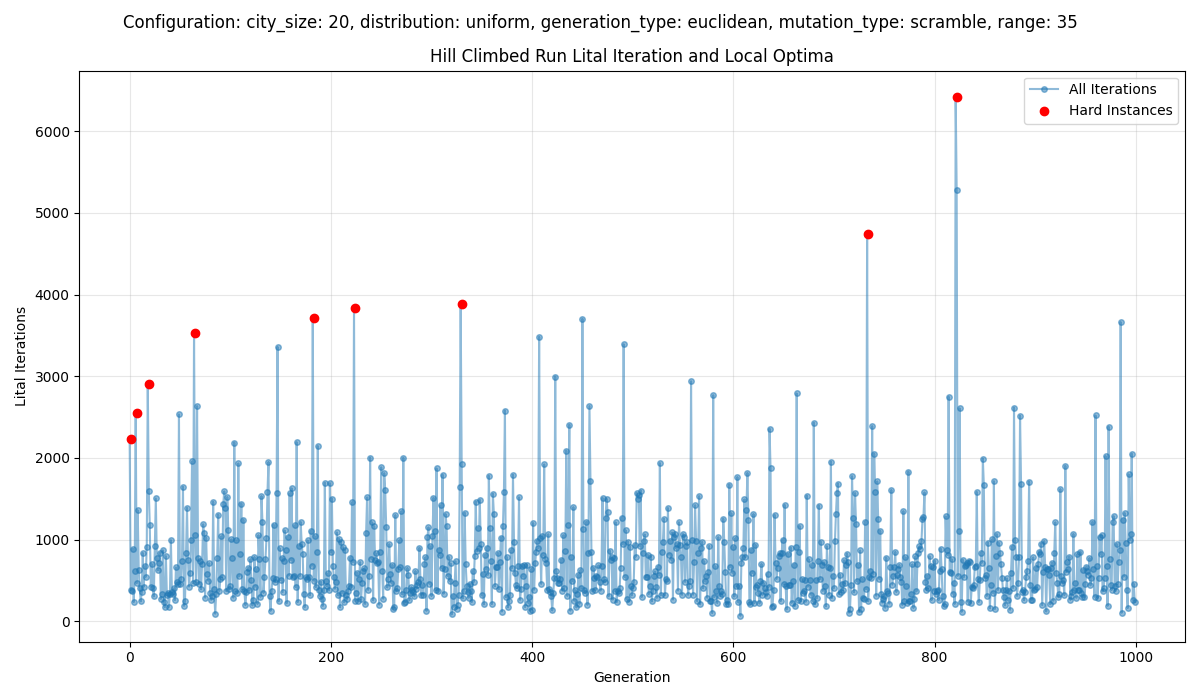 Configuration: city_size: 20, distribution: uniform, generation_type: euclidean, mutation_type: scramble, range: 35
Hill Climbed Run Lital Iteration and Local Optima
All Iterations
Hard Instances
Lital Iterations
6000
5000
4000
3000
2000
1000
0
0 200 400 600 800 1000
Generation